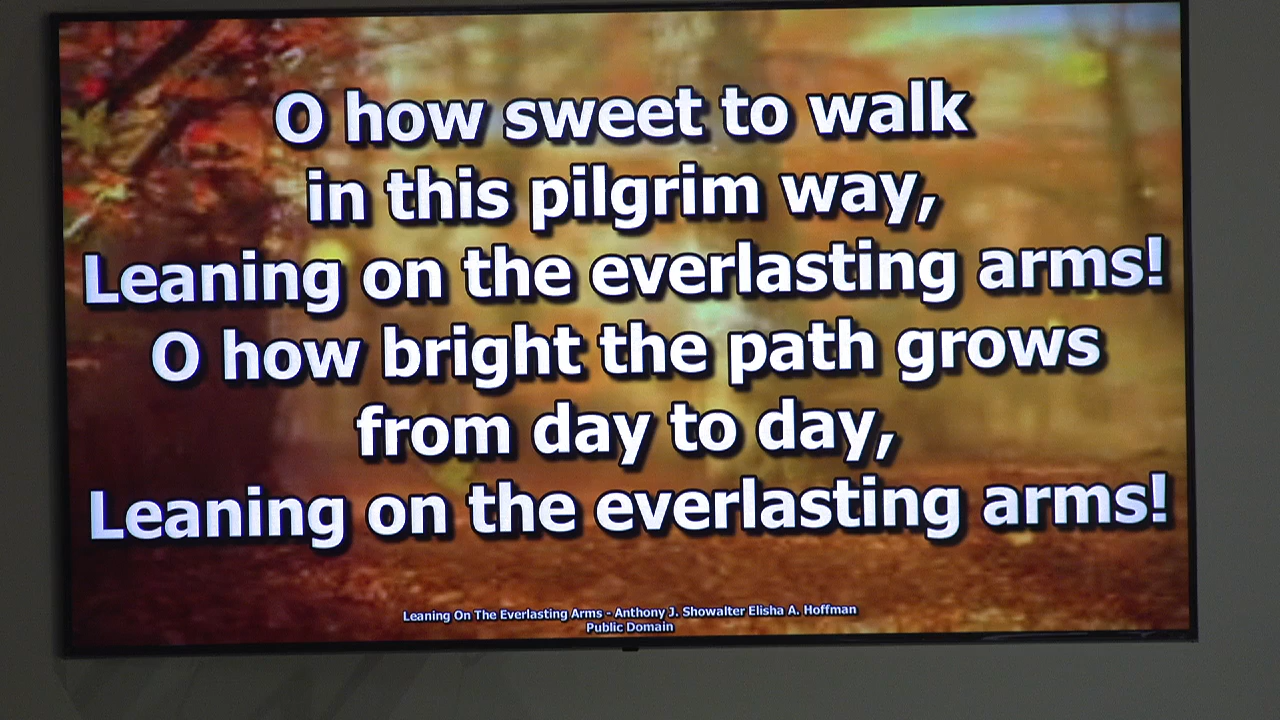 O how sweet to walk
in this pilgrim way,
Leaning on the everlasting arms!
O how bright the path grows
from day to day,
Leaning on the everlasting arms!
Leaning On The Everlasting Arms - Anthony J. Showalter Elisha A. Hoffman
Public Domain